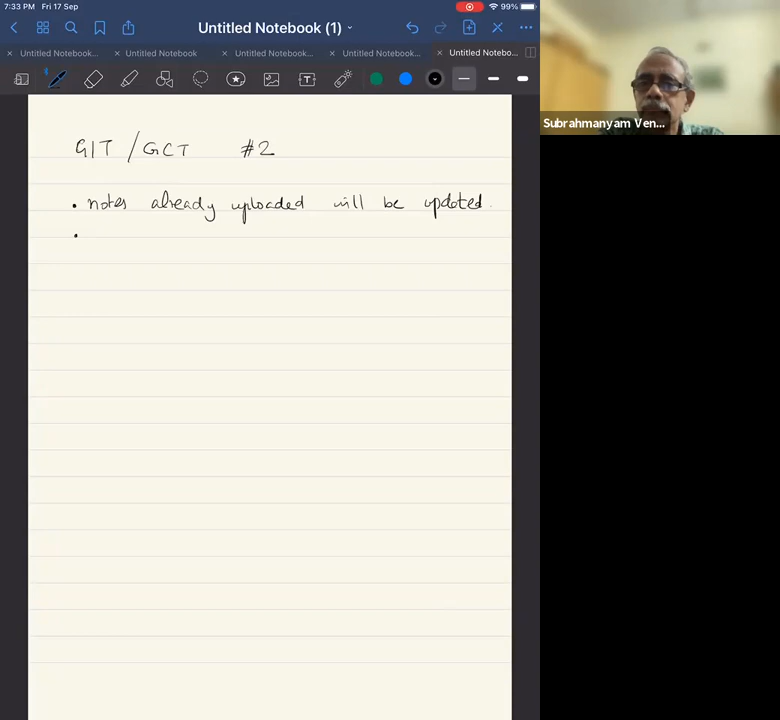 7:33 PM Fri 17 Sep
99%
Untitled Notebook (1)
Untitled Notebook...
Untitled Notebook
Untitled Notebook...
Untitled Notebook...
Untitled Notebo...
Subrahmanyam Ven...
GIT / GCT #2
• notes already uploaded will be updated.
•